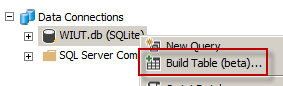 Data Connections
WIUT.db (SQLite)
New Query
Build Table (beta)...
SQL Server Com